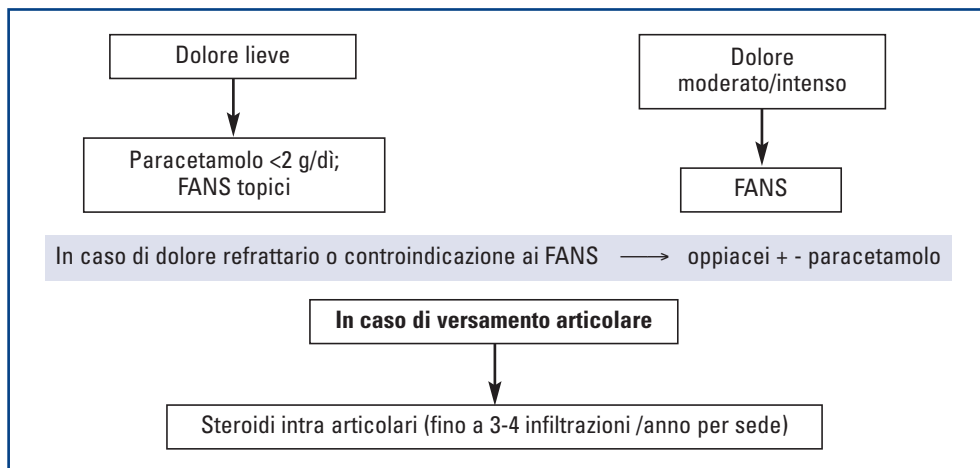 Dolore lieve
Dolore
moderato/intenso
Paracetamolo <2 g/dì;
FANS topici
FANS
In caso di dolore refrattario o controindicazione ai FANS ⟶ oppiacei + - paracetamolo
In caso di versamento articolare
Steroidi intra articolari (fino a 3-4 infiltrazioni /anno per sede)